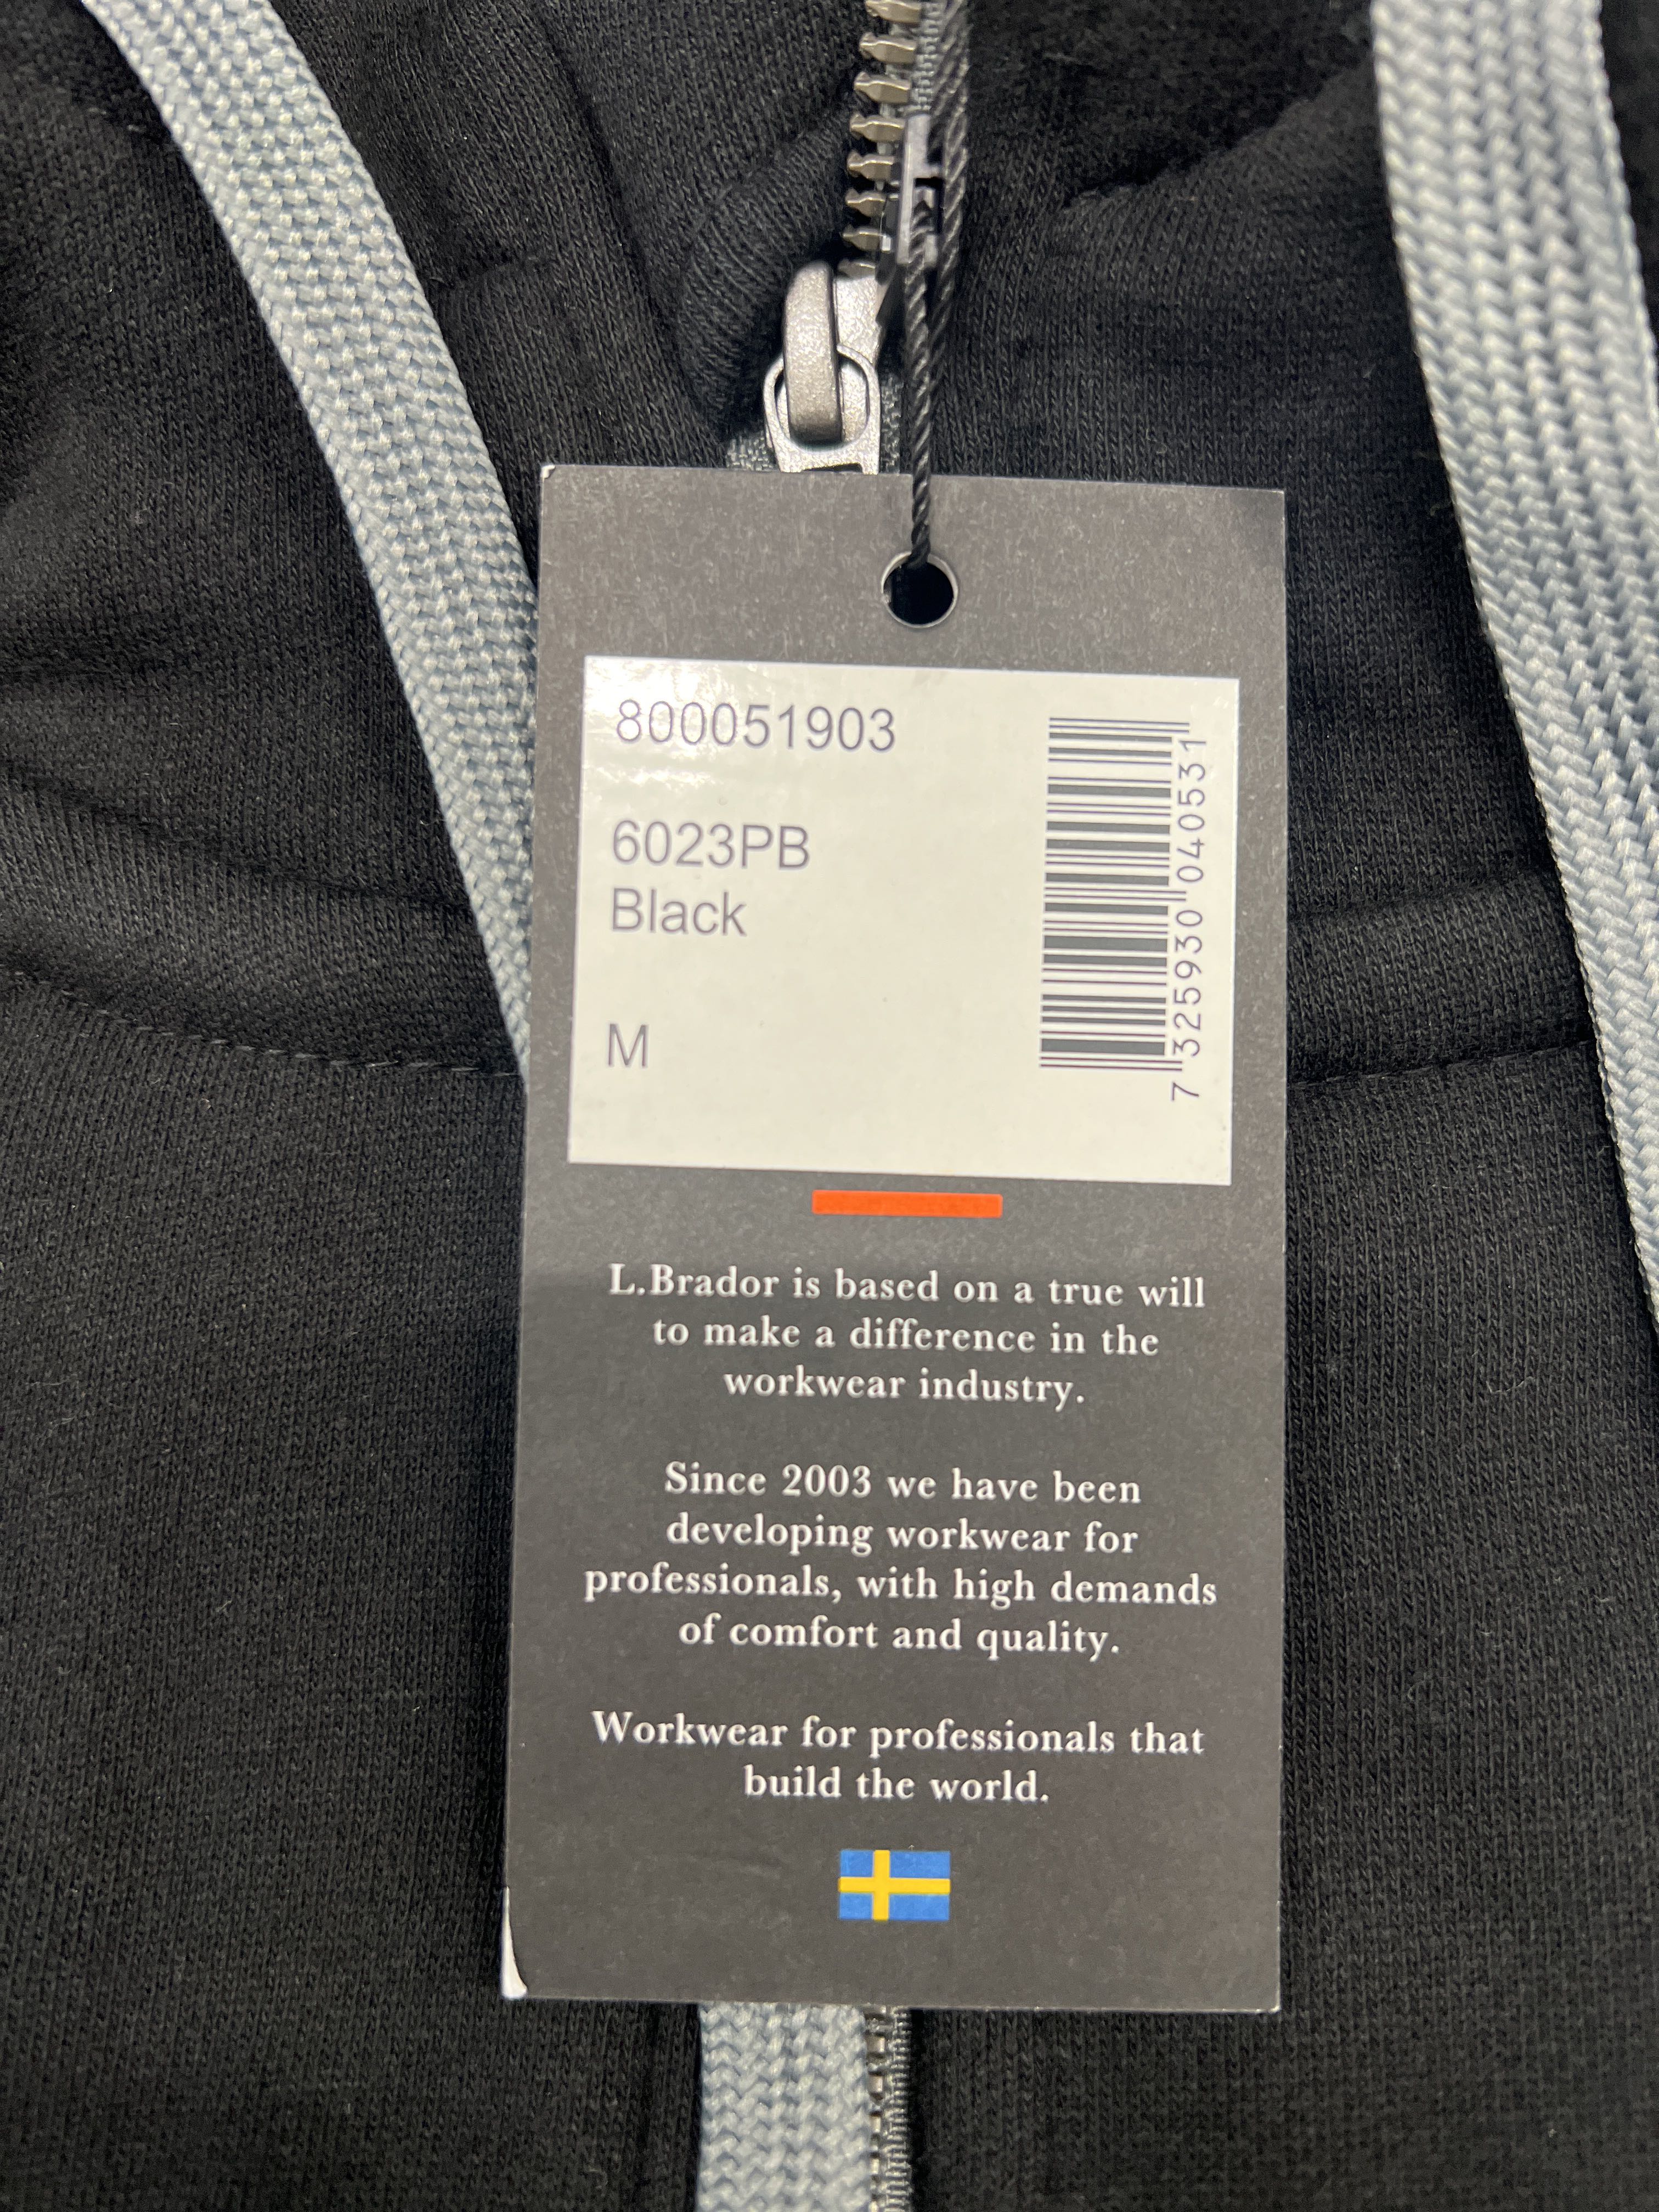 800051903
6023PB
Black
M
7 325930 040531
L.Brador is based on a true will
to make a difference in the
workwear industry.
Since 2003 we have been
developing workwear for
professionals, with high demands
of comfort and quality.
Workwear for professionals that
build the world.